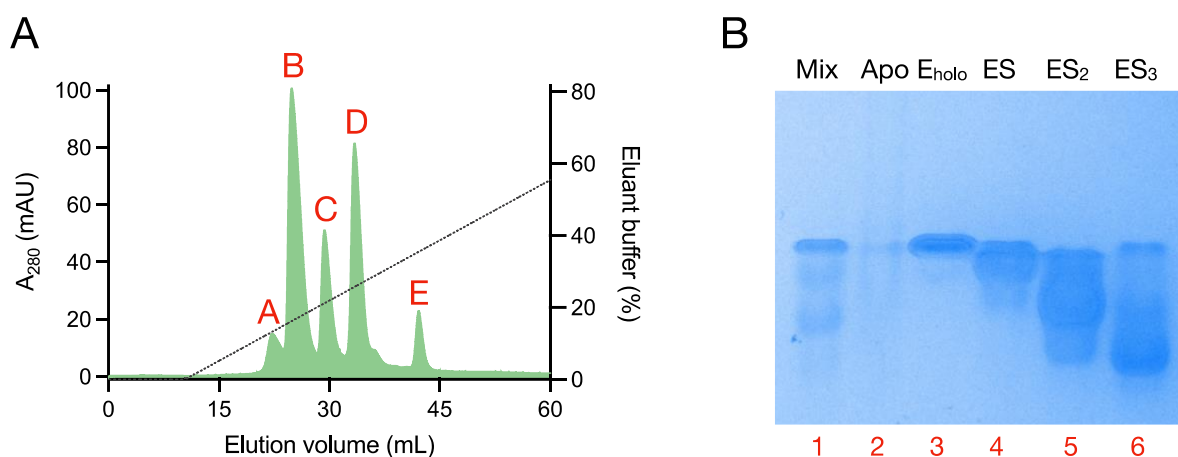 A
B
100
80
60
40
20
0
A280 (mAU)
80
60
40
20
0
Eluant buffer (%)
A
B
C
D
E
0
15
30
45
60
Elution volume (mL)
Mix Apo Eholo ES ES2 ES3
1 2 3 4 5 6